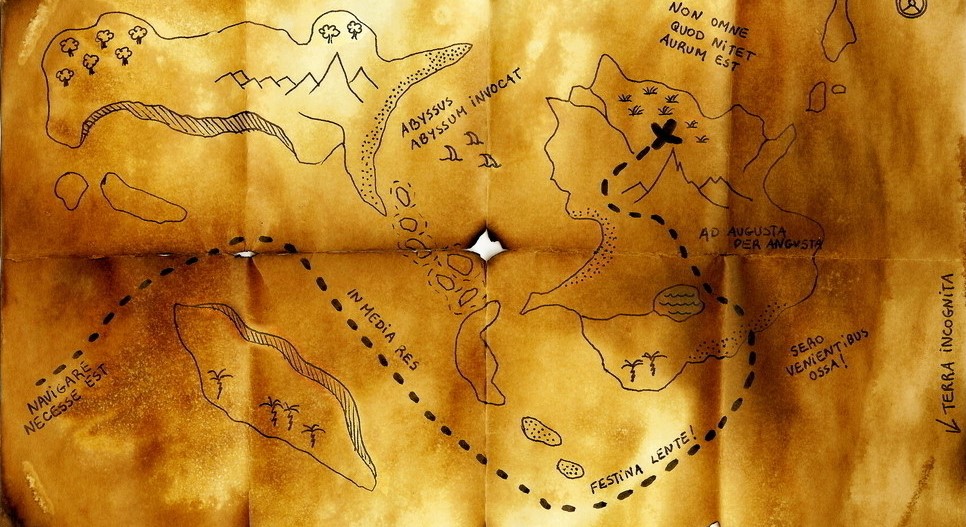 NON OMNE
QUOD NITET
AURUM EST
ABYSSUS
ABYSSUM INVOCAT
AD AUGUSTA
PER ANGUSTA
IN MEDIA RES
SERO
VENIENTIBUS
OSSA!
TERRA INCOGNITA
NAVIGARE
NECESSE EST
FESTINA LENTE!